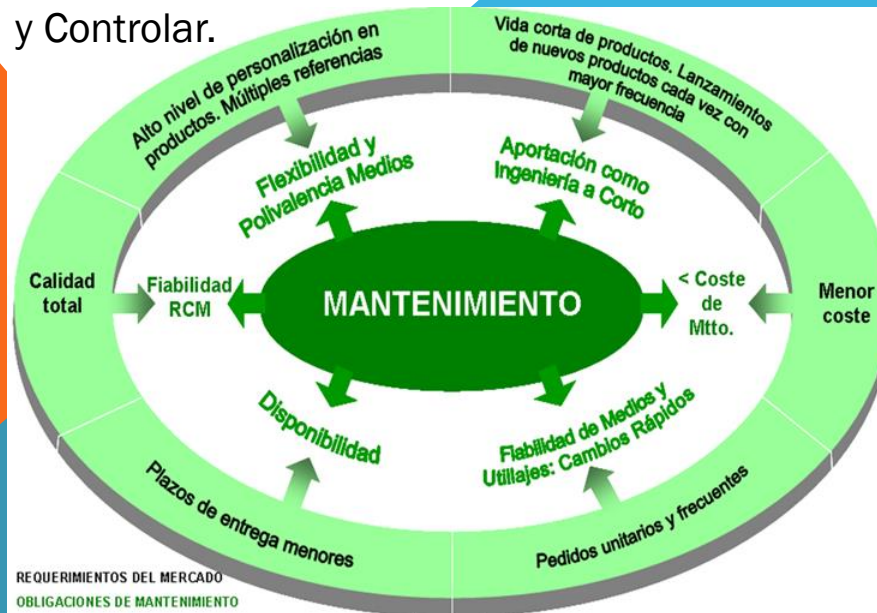 y Controlar.
Alto nivel de personalización en
productos. Múltiples referencias
Vida corta de productos. Lanzamientos
de nuevos productos cada vez con
mayor frecuencia
Flexibilidad y
Polivalencia Medios
Aportación como
Ingeniería a Corto
Calidad
total
Fiabilidad
RCM
MANTENIMIENTO
< Coste
de
Mtto.
Menor
coste
Disponibilidad
Fiabilidad de Medios y
Utillajes: Cambios Rápidos
Plazos de entrega menores
Pedidos unitarios y frecuentes
REQUERIMIENTOS DEL MERCADO
OBLIGACIONES DE MANTENIMIENTO